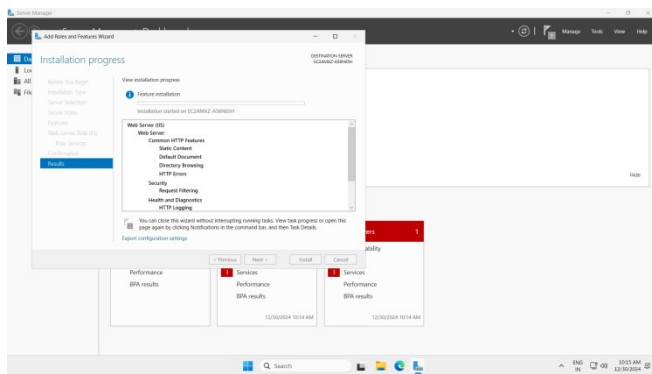 Server Manager
Manage Tools View Help
Add Roles and Features Wizard
Installation progress
DESTINATION SERVER
Before You Begin
Installation Type
Server Selection
Server Roles
Features
Web Server Role (IIS)
Role Services
Confirmation
Results
View installation progress
Feature installation
Installation started on EC2AMAZ-A58N6SH
Web Server (IIS)
Web Server
Common HTTP Features
Static Content
Default Document
Directory Browsing
HTTP Errors
Security
Request Filtering
Health and Diagnostics
HTTP Logging
You can close this wizard without interrupting running tasks. View task progress or open this
page again by clicking Notifications in the command bar, and then Task Details.
Export configuration settings
< Previous Next > Install Cancel
Hide
1
Performance
BPA results
3 Services
Performance
BPA results
12/30/2024 10:14 AM
3 Services
Performance
BPA results
12/30/2024 10:14 AM
Search
ENG
IN
10:15 AM
12/30/2024